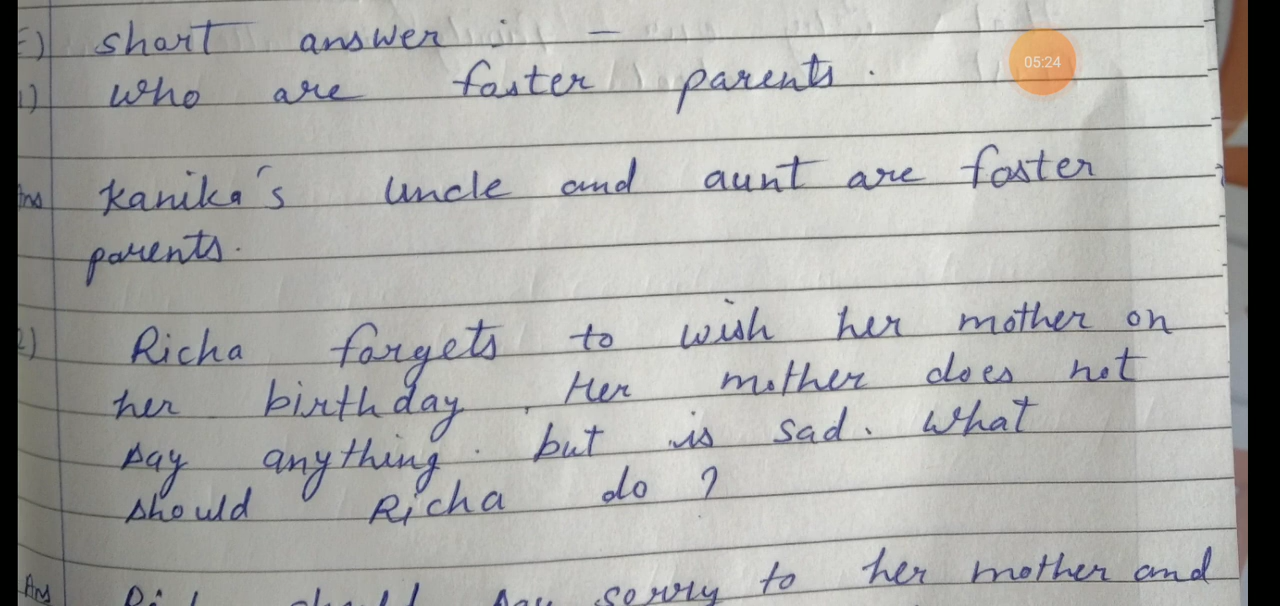 short answer :-
05:24
1) Who are foster parents.
Ans Kanika's Uncle and aunt are foster
parents.
2) Richa forgets to wish her mother on
her birthday. Her mother does not
say anything. but is sad. What
should Richa do ?
Ans should say sorry to her mother and